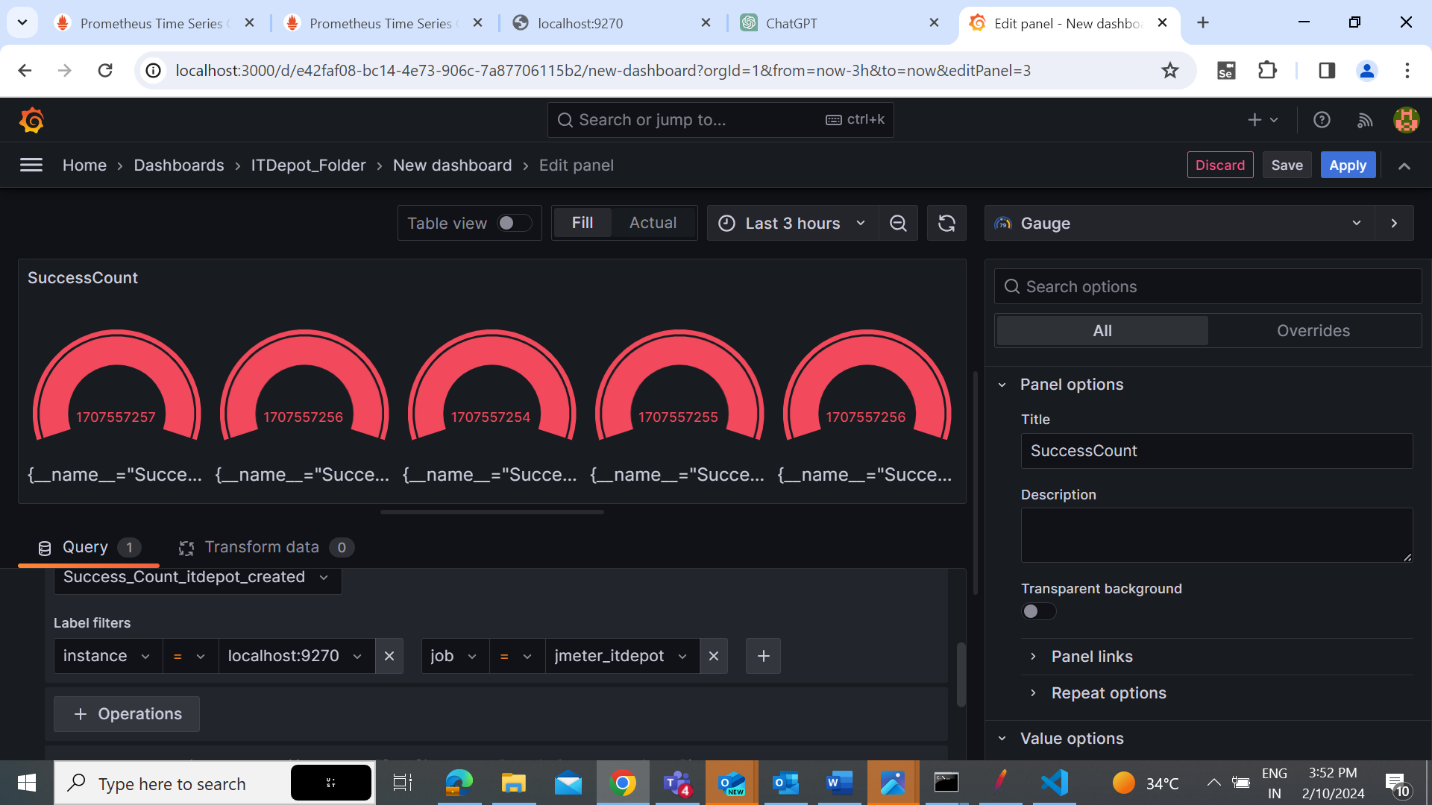 Prometheus Time Series
Prometheus Time Series
localhost:9270
ChatGPT
Edit panel - New dashbo
localhost:3000/d/e42faf08-bc14-4e73-906c-7a87706115b2/new-dashboard?orgId=1&from=now-3h&to=now&editPanel=3
Se
Search or jump to...
ctrl+k
Home › Dashboards › ITDepot_Folder › New dashboard › Edit panel
Discard
Save
Apply
Table view
Fill
Actual
Last 3 hours
79
Gauge
SuccessCount
1707557257
1707557256
1707557254
1707557255
1707557256
{__name__="Succe...
{__name__="Succe...
{__name__="Succe...
{__name__="Succe...
{__name__="Succe...
Query 1
Transform data 0
Success_Count_itdepot_created
Label filters
instance = localhost:9270
job = jmeter_itdepot
+ Operations
Search options
All
Overrides
Panel options
Title
SuccessCount
Description
Transparent background
Panel links
Repeat options
Value options
Type here to search
4
NEW
34°C
ENG
IN
3:52 PM
2/10/2024
10